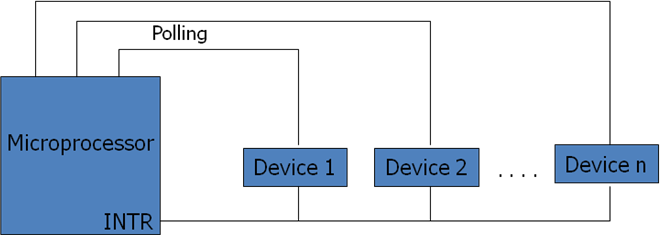 Polling
Microprocessor
Device 1
Device 2
. . . .
Device n
INTR